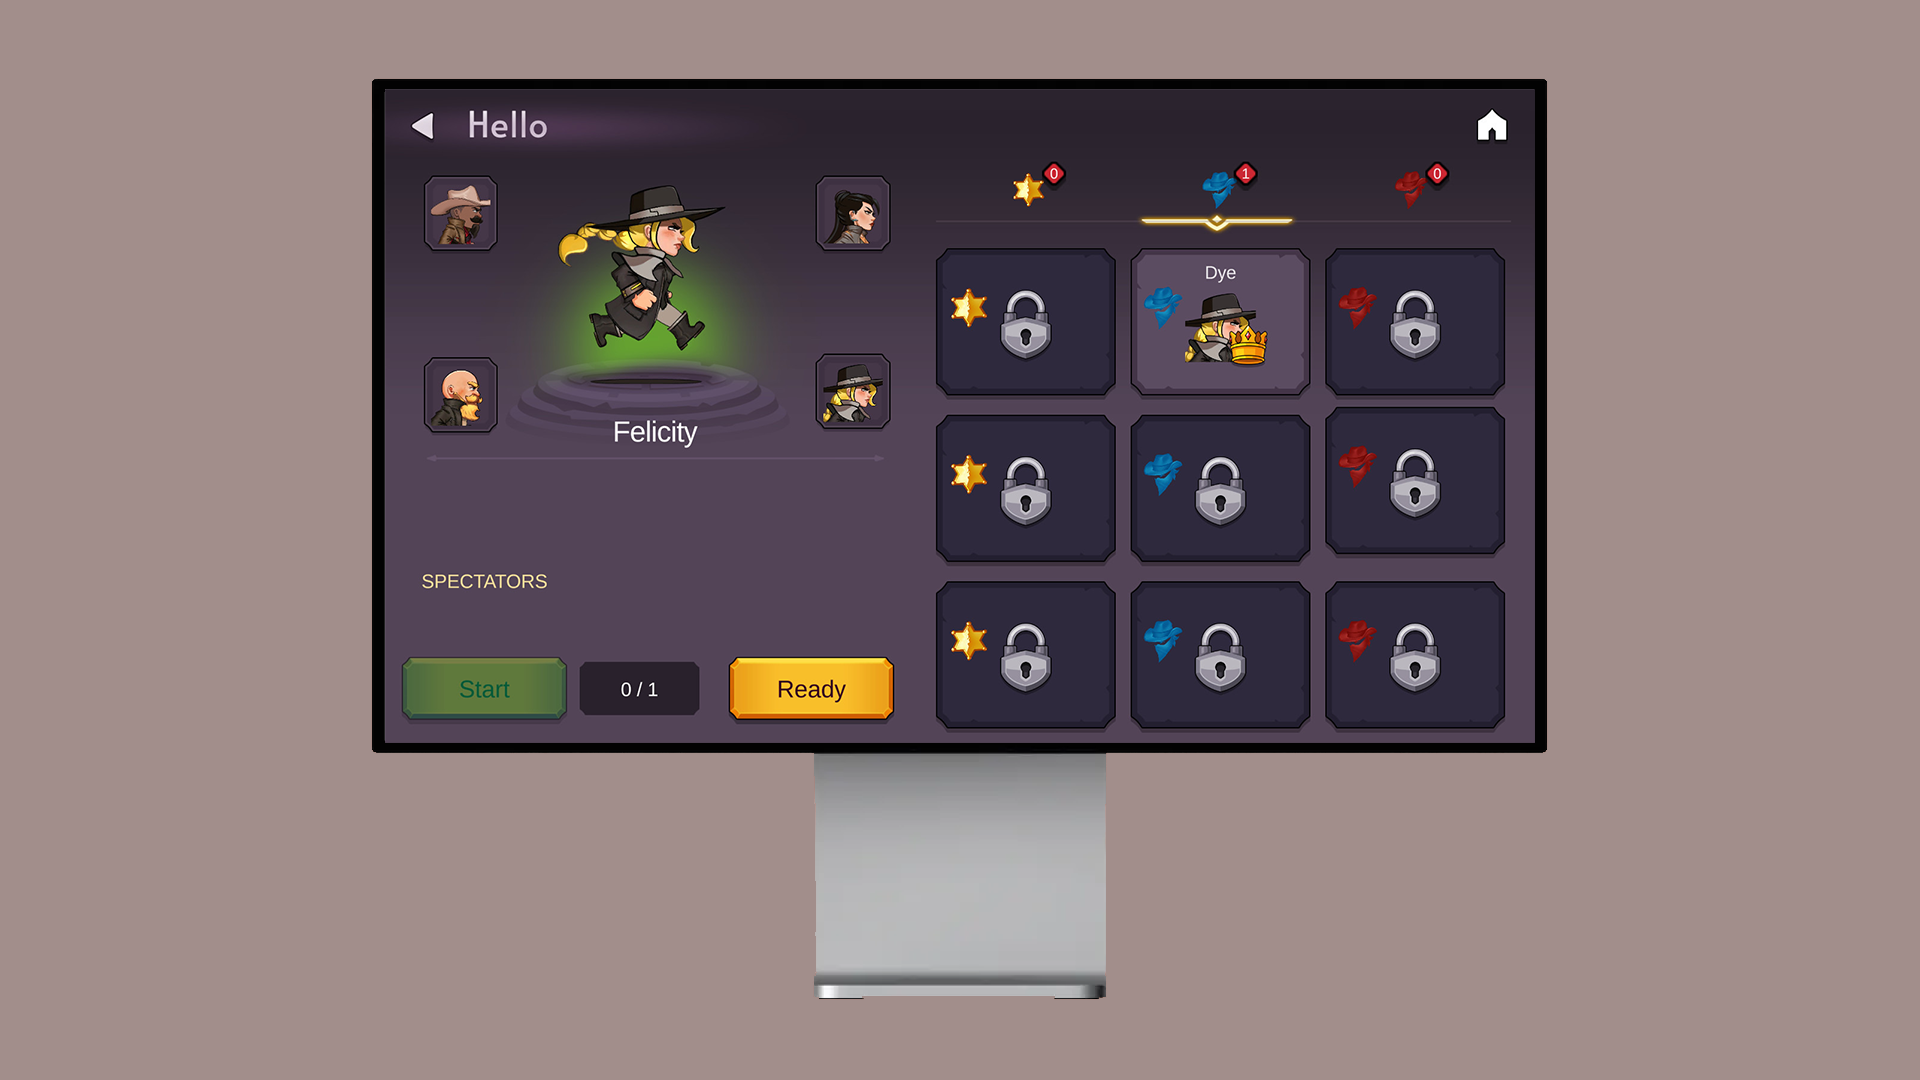 Hello
0
1
0
Dye
Felicity
SPECTATORS
Start
0 / 1
Ready